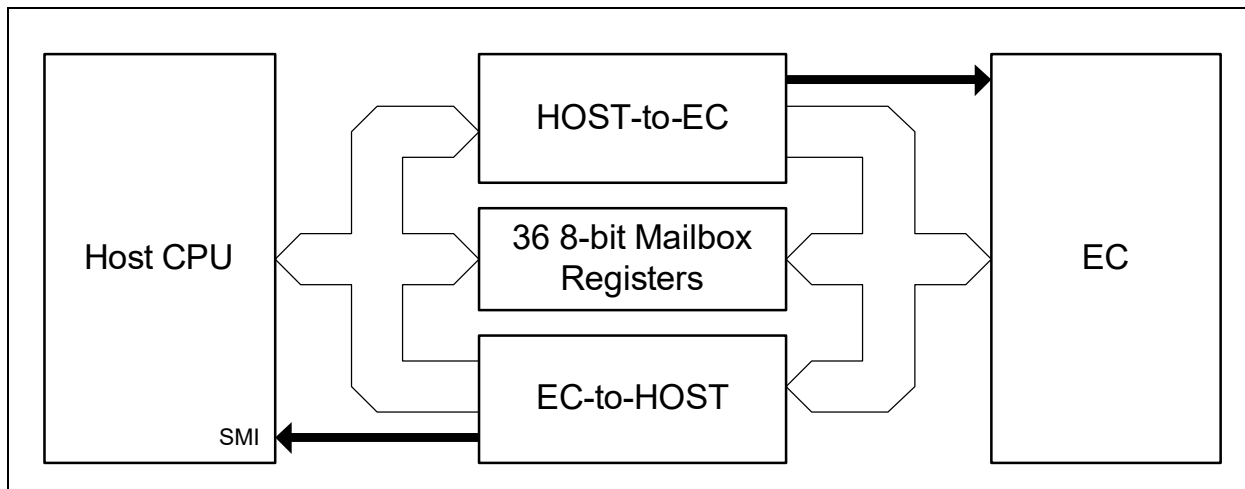 HOST-to-EC
Host CPU
36 8-bit Mailbox
Registers
EC
EC-to-HOST
SMI